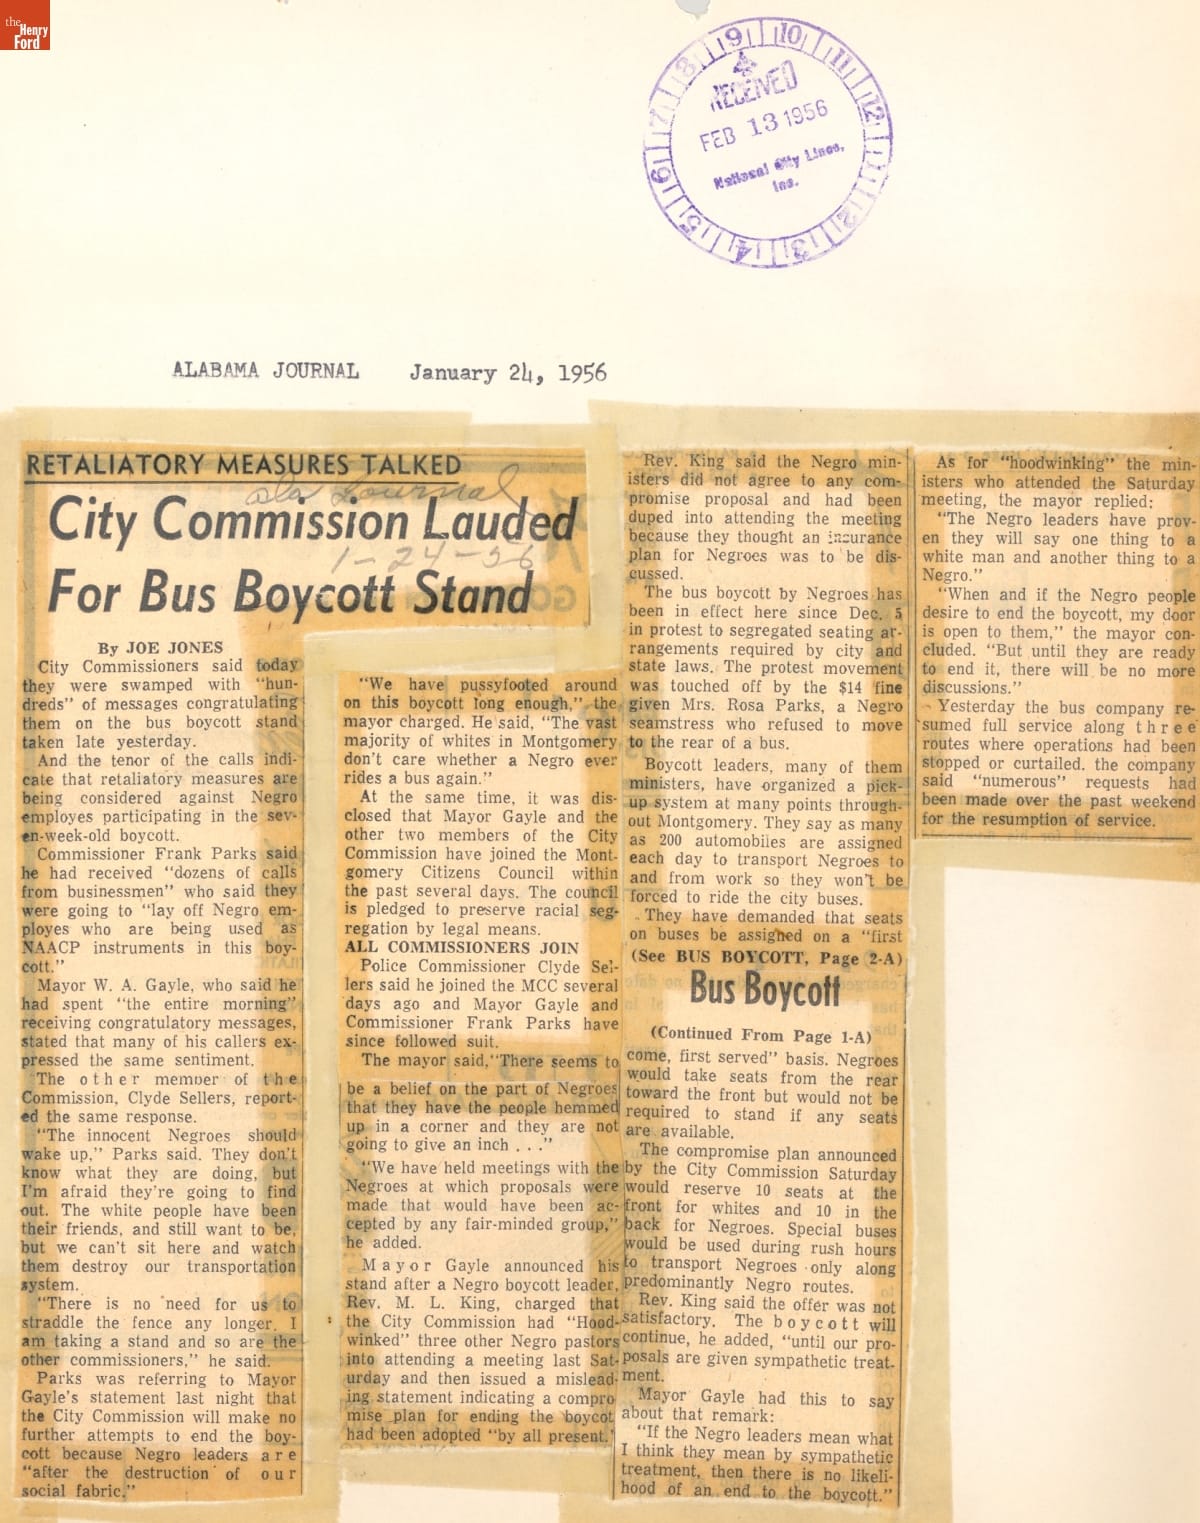 the
Henry
Ford
9 10 11 12 1 2 3 4 5 6 7 8
RECEIVED
FEB 13 1956
National City Lines,
Inc.
ALABAMA JOURNAL January 24, 1956
RETALIATORY MEASURES TALKED
ala Journal
City Commission Lauded
1-24-56
For Bus Boycott Stand
By JOE JONES
City Commissioners said today
they were swamped with "hun-
dreds" of messages congratulating
them on the bus boycott stand
taken late yesterday.
And the tenor of the calls indi-
cate that retaliatory measures are
being considered against Negro
employes participating in the sev-
en-week-old boycott.
Commissioner Frank Parks said
he had received "dozens of calls
from businessmen" who said they
were going to "lay off Negro em-
ployes who are being used as
NAACP instruments in this boy-
cott."
Mayor W. A. Gayle, who said he
had spent "the entire morning"
receiving congratulatory messages,
stated that many of his callers ex-
pressed the same sentiment.
The other member of the
Commission, Clyde Sellers, report-
ed the same response.
"The innocent Negroes should
wake up," Parks said. They don't
know what they are doing, but
I'm afraid they're going to find
out. The white people have been
their friends, and still want to be,
but we can't sit here and watch
them destroy our transportation
system.
"There is no need for us to
straddle the fence any longer. I
am taking a stand and so are the
other commissioners," he said.
Parks was referring to Mayor
Gayle's statement last night that
the City Commission will make no
further attempts to end the boy-
cott because Negro leaders are
"after the destruction of our
social fabric."
"We have pussyfooted around
on this boycott long enough," the
mayor charged. He said, "The vast
majority of whites in Montgomery
don't care whether a Negro ever
rides a bus again."
At the same time, it was dis-
closed that Mayor Gayle and the
other two members of the City
Commission have joined the Mont-
gomery Citizens Council within
the past several days. The council
is pledged to preserve racial seg-
regation by legal means.
ALL COMMISSIONERS JOIN
Police Commissioner Clyde Sel-
lers said he joined the MCC several
days ago and Mayor Gayle and
Commissioner Frank Parks have
since followed suit.
The mayor said, "There seems to
be a belief on the part of Negroes
that they have the people hemmed
up in a corner and they are not
going to give an inch . . ."
"We have held meetings with the
Negroes at which proposals were
made that would have been ac-
cepted by any fair-minded group,"
he added.
Mayor Gayle announced his
stand after a Negro boycott leader,
Rev. M. L. King, charged that
the City Commission had "Hood-
winked" three other Negro pastors
into attending a meeting last Sat-
urday and then issued a mislead-
ing statement indicating a compro
mise plan for ending the boycot
had been adopted "by all present.'
Rev. King said the Negro min-
isters did not agree to any com-
promise proposal and had been
duped into attending the meeting
because they thought an insurance
plan for Negroes was to be dis-
cussed.
The bus boycott by Negroes has
been in effect here since Dec. 5
in protest to segregated seating ar-
rangements required by city and
state laws. The protest movement
was touched off by the $14 fine
given Mrs. Rosa Parks, a Negro
seamstress who refused to move
to the rear of a bus.
Boycott leaders, many of them
ministers, have organized a pick-
up system at many points through-
out Montgomery. They say as many
as 200 automobiles are assigned
each day to transport Negroes to
and from work so they won't be
forced to ride the city buses.
They have demanded that seats
on buses be assigned on a "first
(See BUS BOYCOTT, Page 2-A)
Bus Boycott
(Continued From Page 1-A)
come, first served" basis. Negroes
would take seats from the rear
toward the front but would not be
required to stand if any seats
are available.
The compromise plan announced
by the City Commission Saturday
would reserve 10 seats at the
front for whites and 10 in the
back for Negroes. Special buses
would be used during rush hours
to transport Negroes only along
predominantly Negro routes.
Rev. King said the offer was not
satisfactory. The boycott will
continue, he added, "until our pro-
posals are given sympathetic treat-
ment.
Mayor Gayle had this to say
about that remark:
"If the Negro leaders mean what
I think they mean by sympathetic
treatment, then there is no likeli-
hood of an end to the boycott."
As for "hoodwinking" the min-
isters who attended the Saturday
meeting, the mayor replied:
"The Negro leaders have prov-
en they will say one thing to a
white man and another thing to a
Negro."
"When and if the Negro people
desire to end the boycott, my door
is open to them," the mayor con-
cluded. "But until they are ready
to end it, there will be no more
discussions."
Yesterday the bus company re-
sumed full service along three
routes where operations had been
stopped or curtailed. the company
said "numerous" requests had
been made over the past weekend
for the resumption of service.